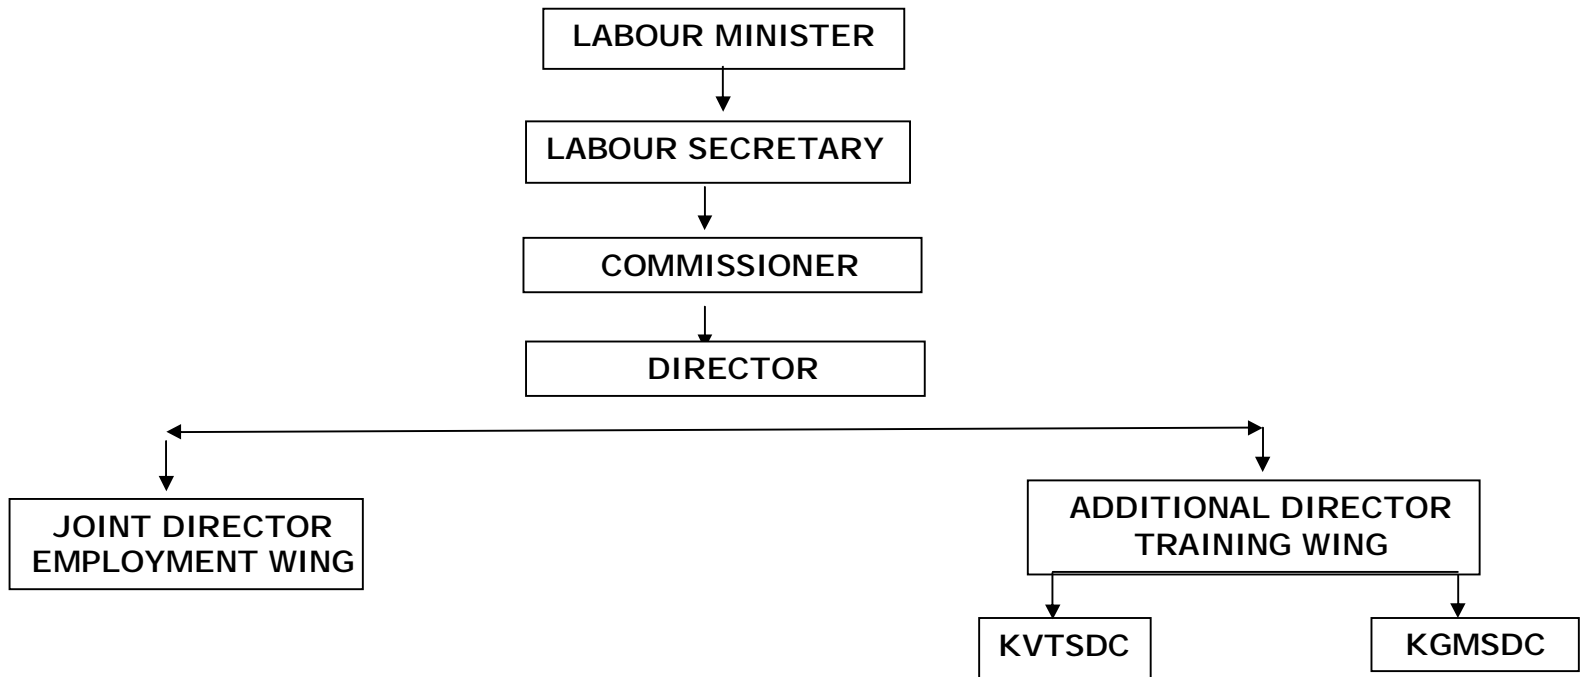 LABOUR MINISTER
LABOUR SECRETARY
COMMISSIONER
DIRECTOR
JOINT DIRECTOR
EMPLOYMENT WING
ADDITIONAL DIRECTOR
TRAINING WING
KVTSDC
KGMSDC